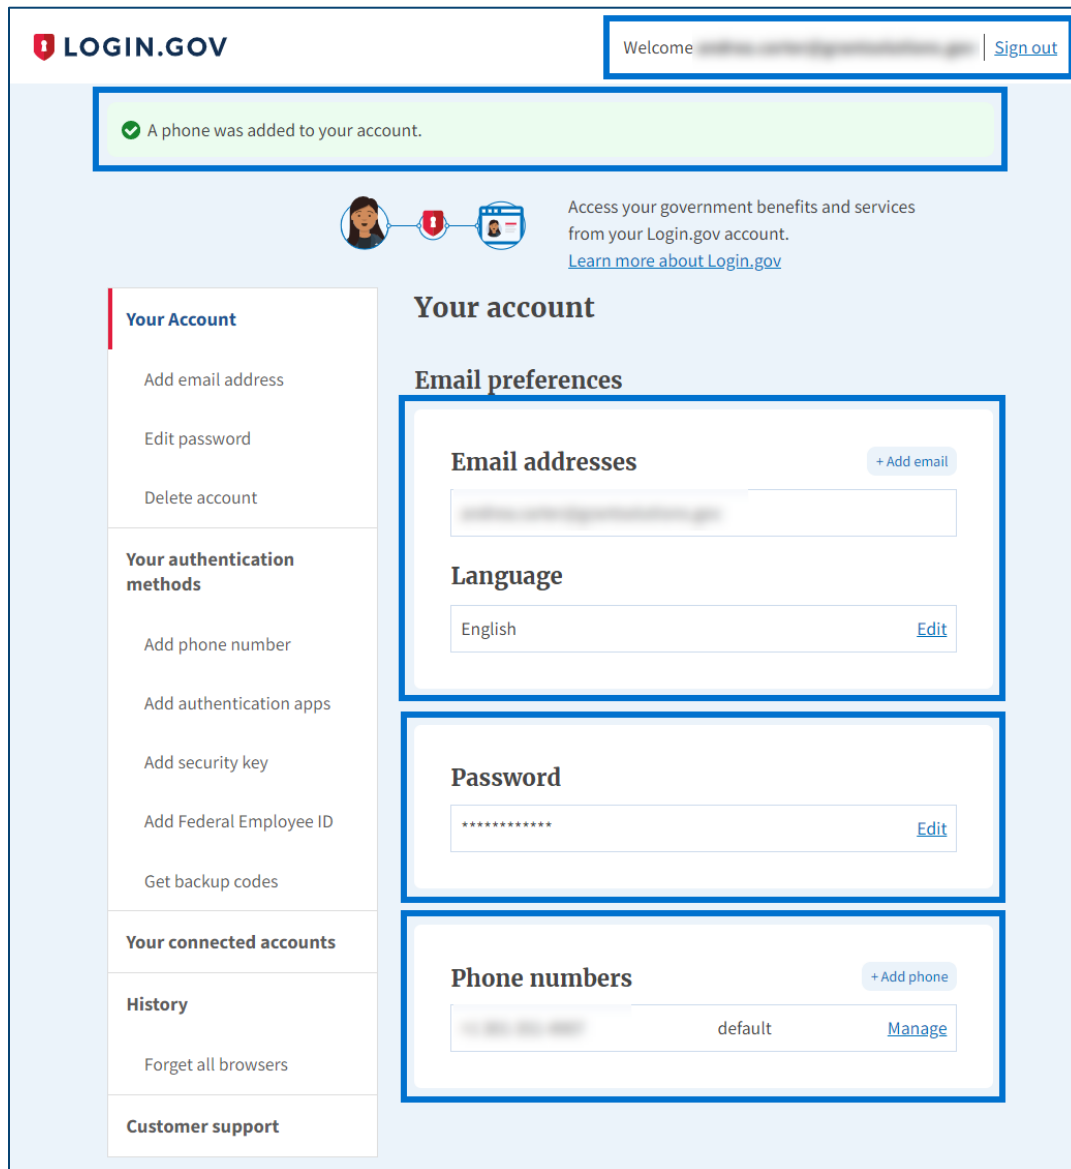 LOGIN.GOV
Welcome
Sign out
A phone was added to your account.
Access your government benefits and services
from your Login.gov account.
Learn more about Login.gov
Your Account
Add email address
Edit password
Delete account
Your authentication
methods
Add phone number
Add authentication apps
Add security key
Add Federal Employee ID
Get backup codes
Your connected accounts
History
Forget all browsers
Customer support
Your account
Email preferences
Email addresses
+ Add email
Language
English
Edit
Password
************
Edit
Phone numbers
+ Add phone
default
Manage